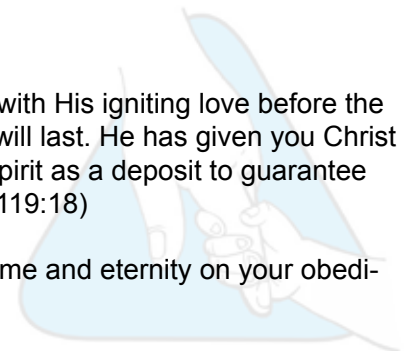 with His igniting love before the
will last. He has given you Christ
pirit as a deposit to guarantee
119:18)
me and eternity on your obedi-